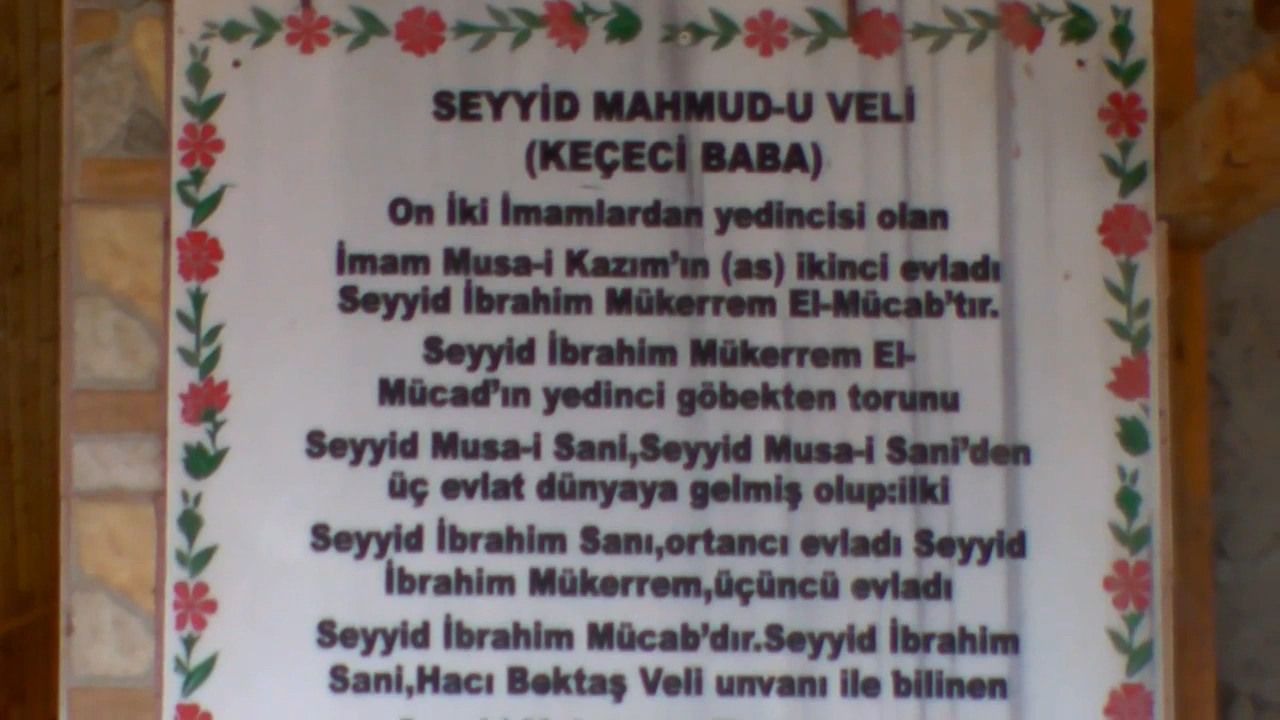 SEYYİD MAHMUD-U VELİ
(KEÇECİ BABA)
On İki İmamlardan yedincisi olan
İmam Musa-i Kazım'ın (as) ikinci evladı
Seyyid İbrahim Mükerrem El-Mücab'tır.
Seyyid İbrahim Mükerrem El-
Mücad'ın yedinci göbekten torunu
Seyyid Musa-i Sani,Seyyid Musa-i Sani'den
üç evlat dünyaya gelmiş olup:ilki
Seyyid İbrahim Sanı,ortancı evladı Seyyid
İbrahim Mükerrem,üçüncü evladı
Seyyid İbrahim Mücab'dır.Seyyid İbrahim
Sani,Hacı Bektaş Veli unvanı ile bilinen